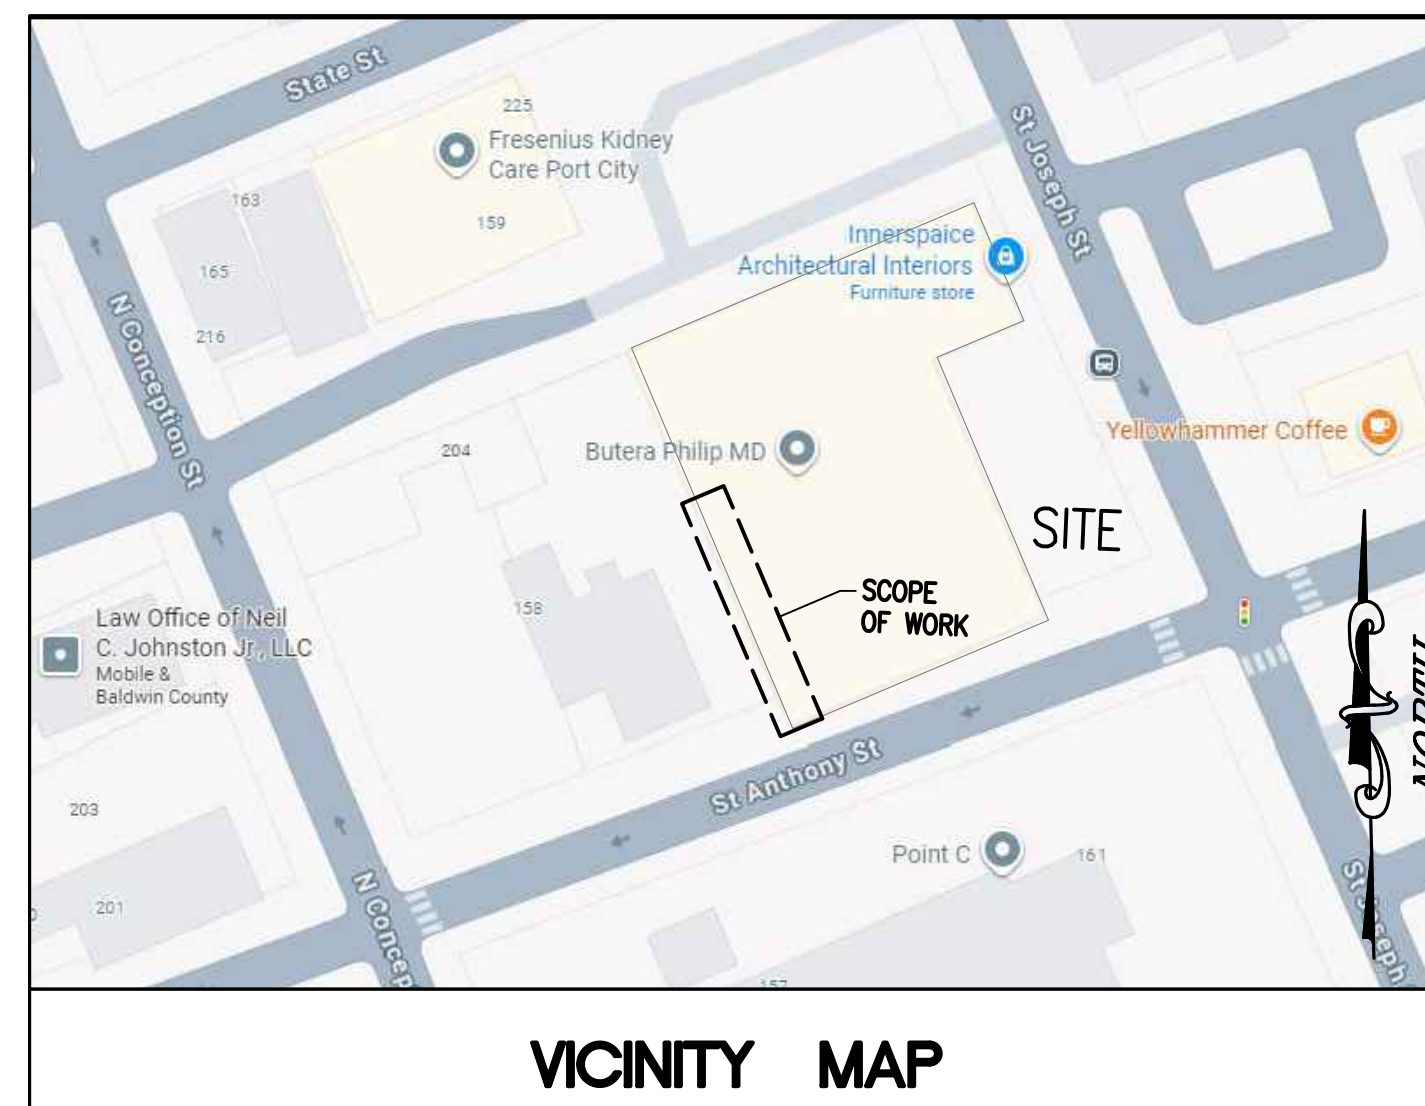 State St
225
Fresenius Kidney
Care Port City
159
163
165
216
St Joseph St
Innerspaice
Architectural Interiors
Furniture store
N Conception St
204
Butera Philip MD
Yellowhammer Coffee
SITE
SCOPE
OF WORK
158
Law Office of Neil
C. Johnston Jr, LLC
Mobile &
Baldwin County
NORTH
St Anthony St
203
201
Point C
161
N Concep
St Joseph
157
VICINITY MAP